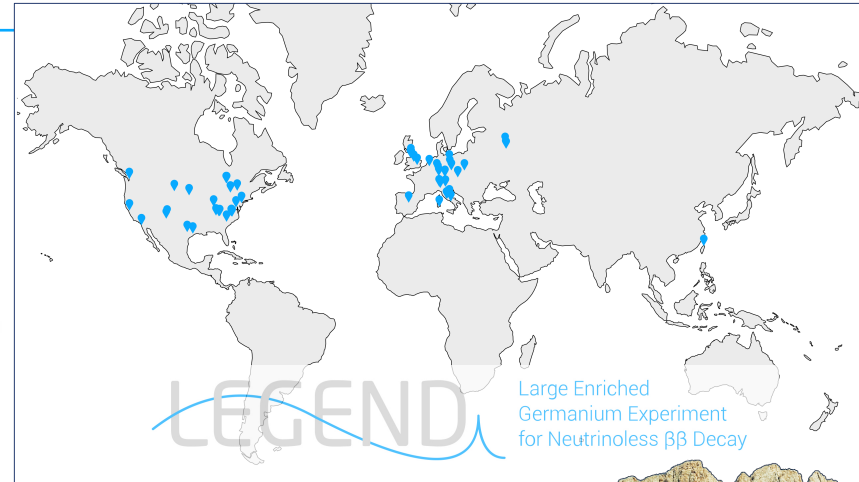 LEGEND
Large Enriched
Germanium Experiment
for Neutrinoless ββ Decay